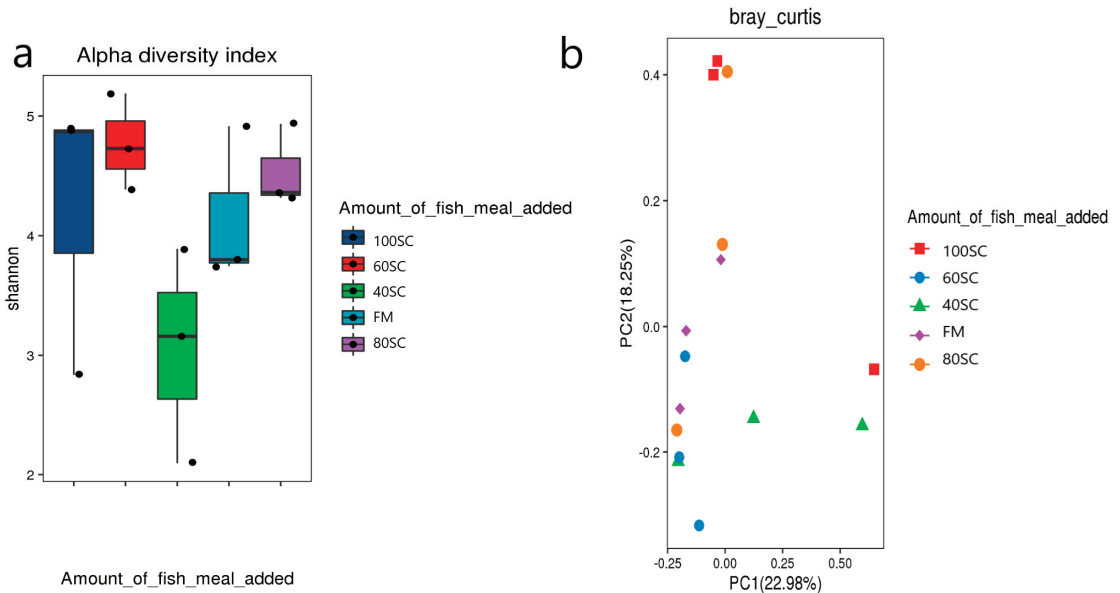 a
Alpha diversity index
shannon
5
4
3
2
Amount_of_fish_meal_added
Amount_of_fish_meal_added
100SC
60SC
40SC
FM
80SC
b
bray_curtis
PC2(18.25%)
0.4
0.2
0.0
-0.2
-0.25
0.00
0.25
0.50
PC1(22.98%)
Amount_of_fish_meal_added
100SC
60SC
40SC
FM
80SC